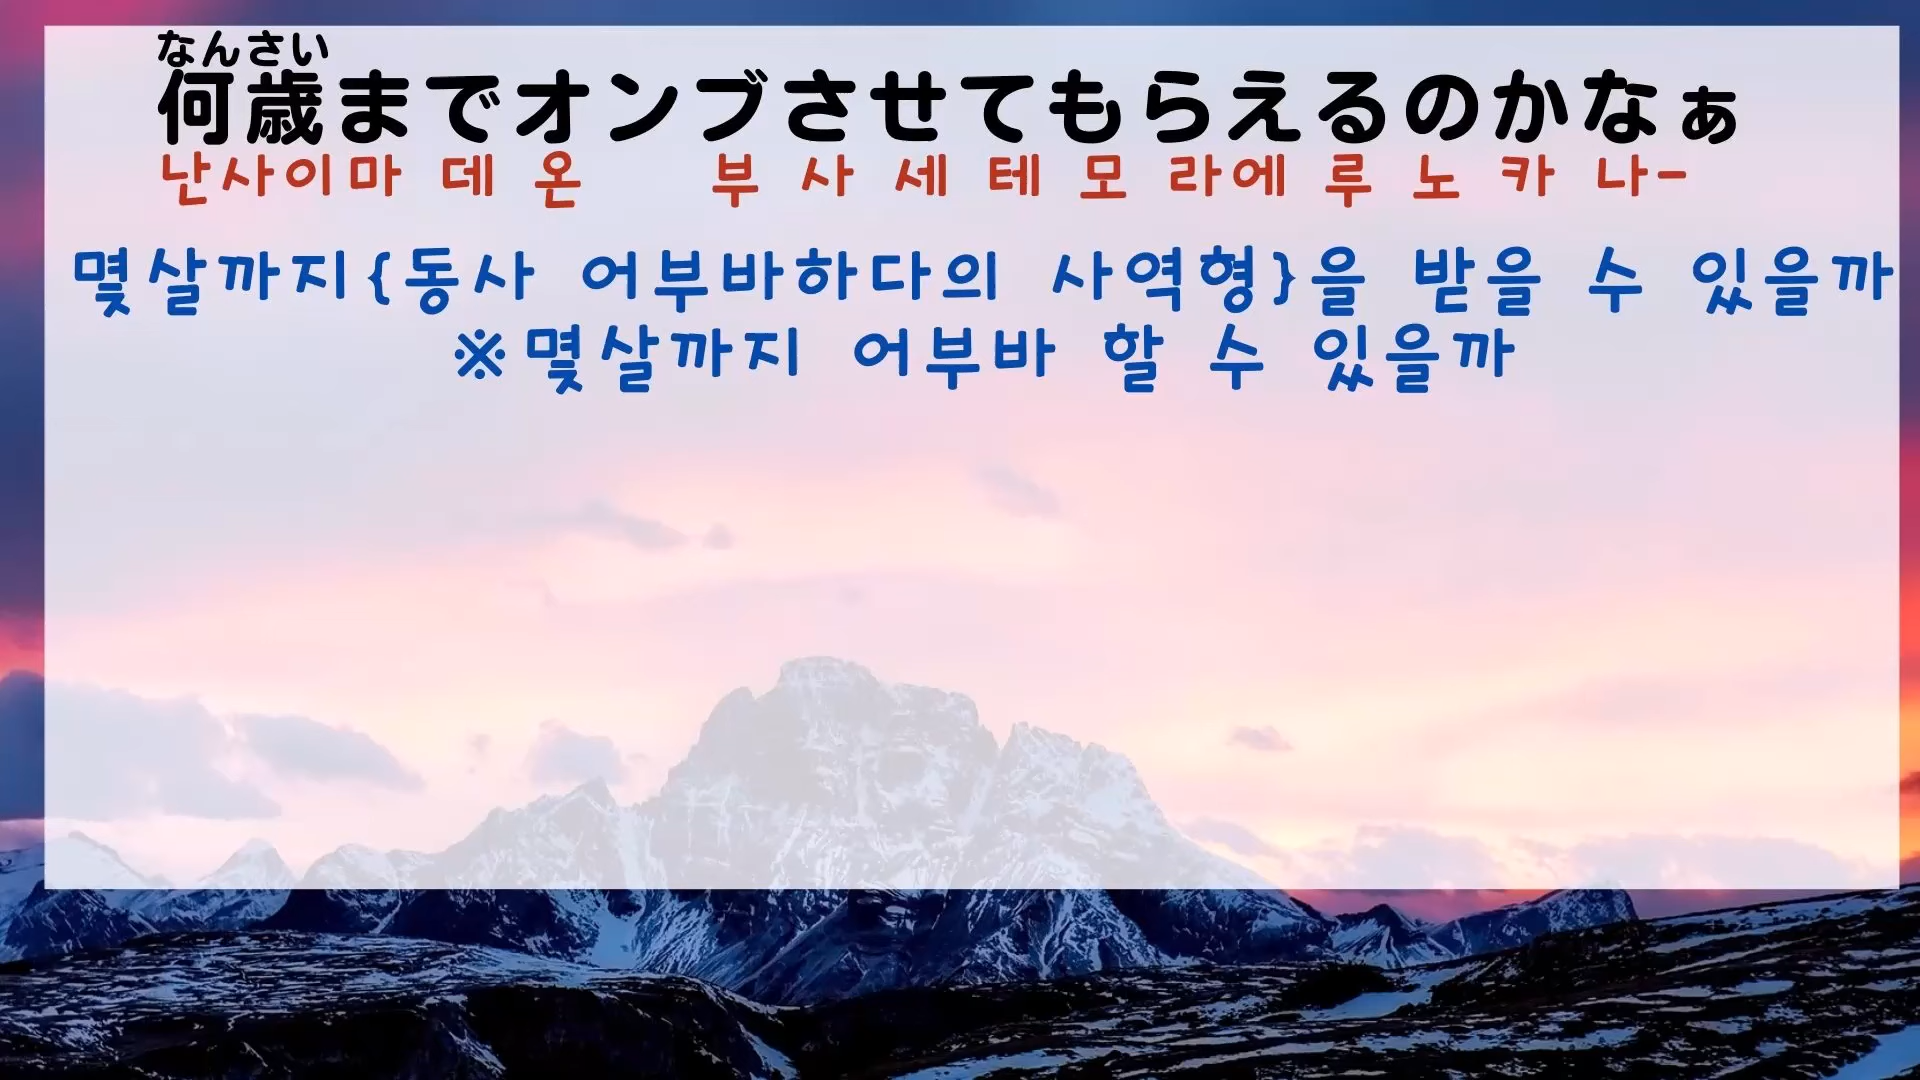 なんさい
何歳までオンブさせてもらえるのかなぁ
난사이마 데 온 부 사 세 테 모 라에 루 노 카 나-
몇살까지{동사 어부바하다의 사역형}을 받을 수 있을까
※몇살까지 어부바 할 수 있을까